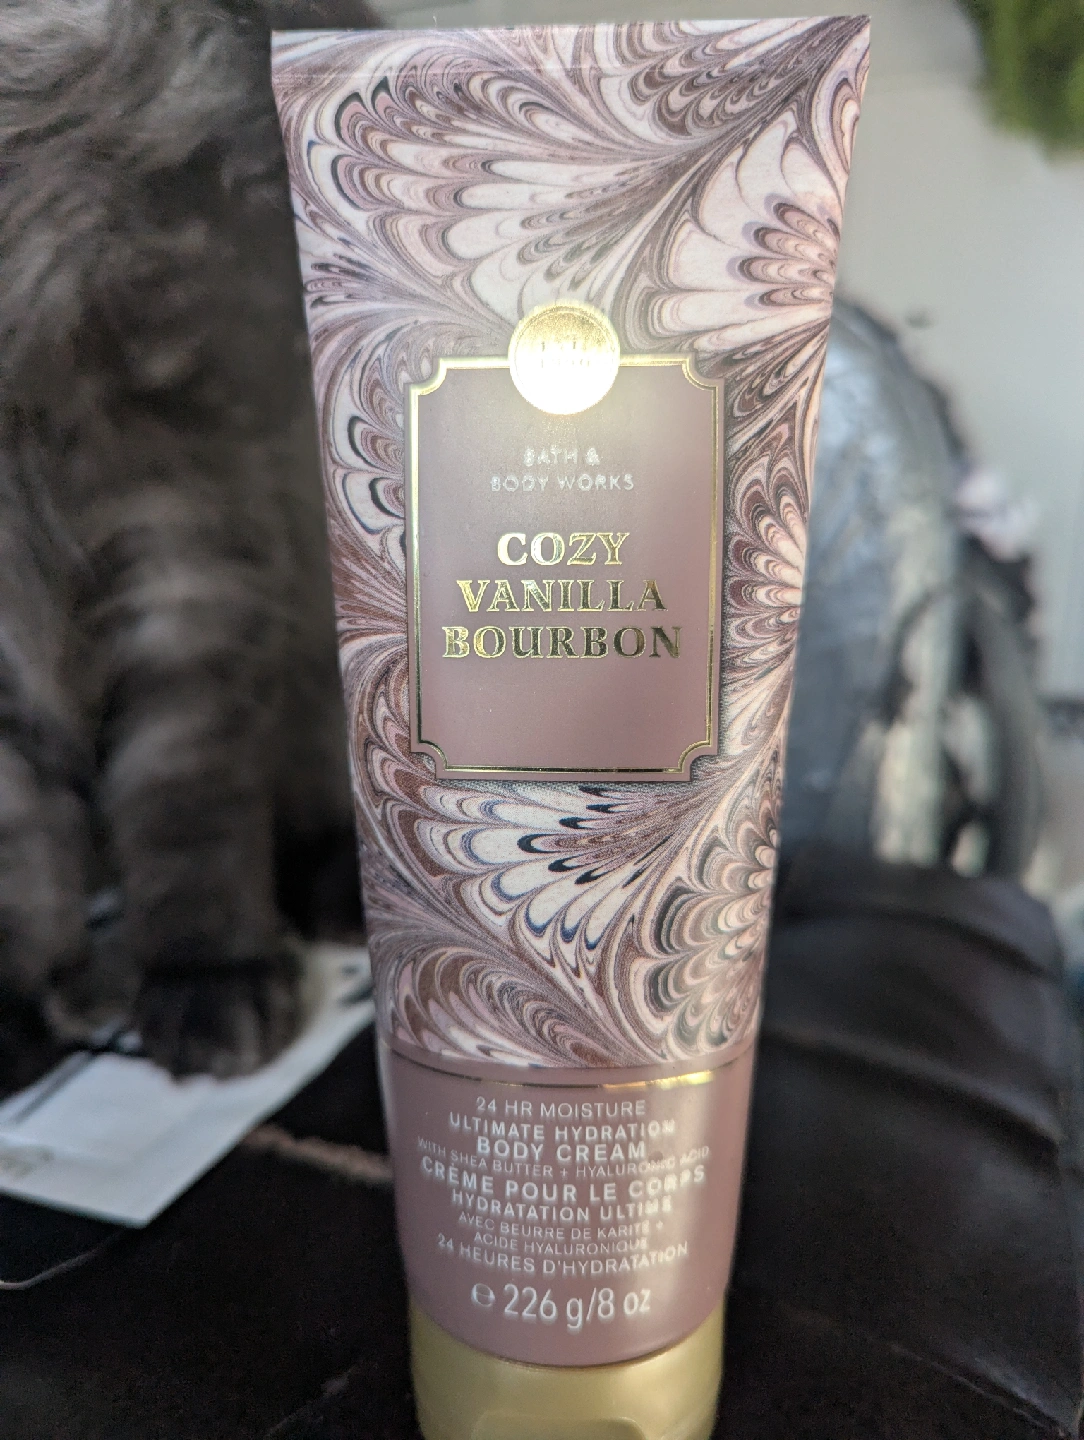 BATH &
BODY WORKS
COZY
VANILLA
BOURBON
24 HR MOISTURE
ULTIMATE HYDRATION
BODY CREAM
WITH SHEA BUTTER + HYALURONIC ACID
CRÈME POUR LE CORPS
HYDRATATION ULTIME
AVEC BEURRE DE KARITÉ +
ACIDE HYALURONIQUE
24 HEURES D'HYDRATATION
℮ 226 g/8 oz